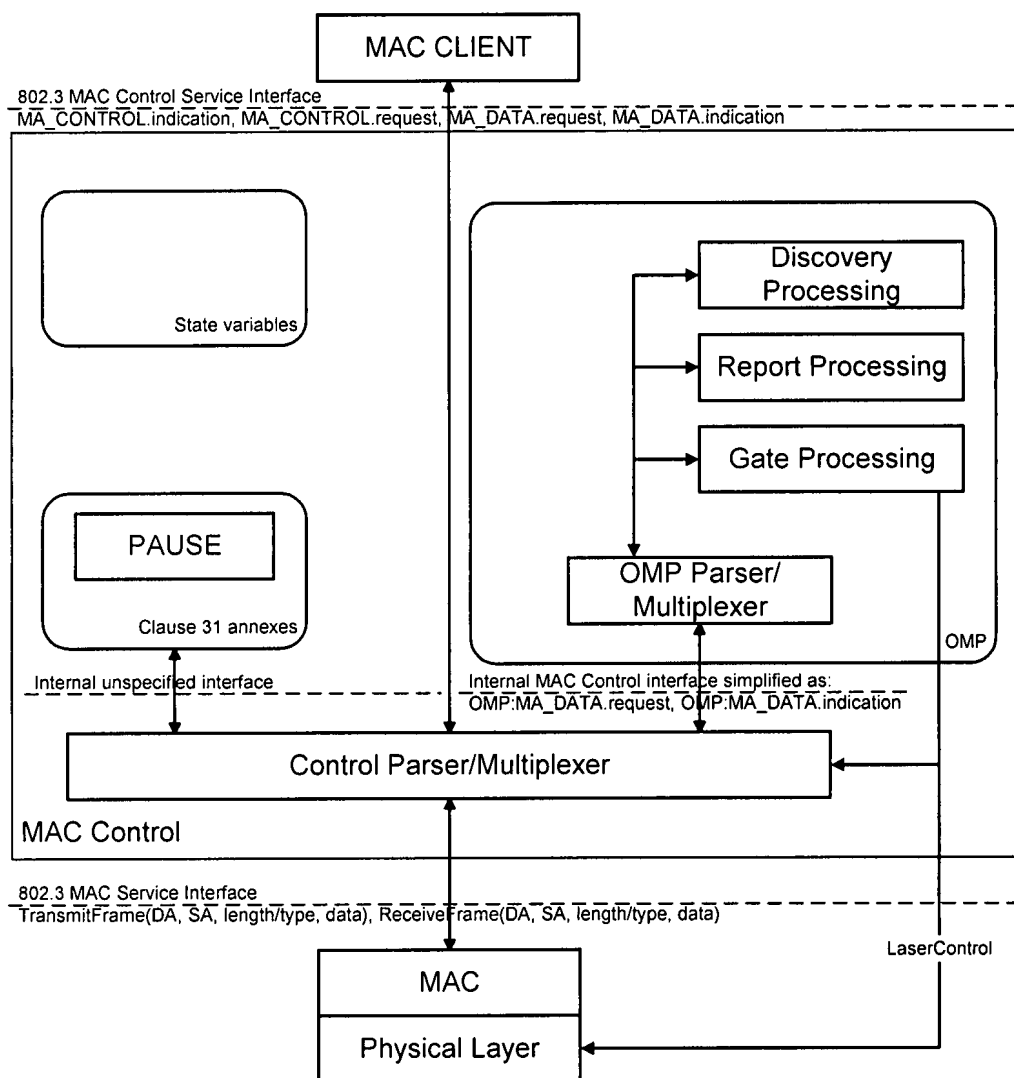 MAC CLIENT
802.3 MAC Control Service Interface
MA_CONTROL.indication, MA_CONTROL.request, MA_DATA.request, MA_DATA.indication
State variables
Discovery
Processing
Report Processing
Gate Processing
OMP Parser/
Multiplexer
OMP
PAUSE
Clause 31 annexes
Internal unspecified interface
Internal MAC Control interface simplified as:
OMP:MA_DATA.request, OMP:MA_DATA.indication
Control Parser/Multiplexer
MAC Control
802.3 MAC Service Interface
TransmitFrame(DA, SA, length/type, data), ReceiveFrame(DA, SA, length/type, data)
LaserControl
MAC
Physical Layer